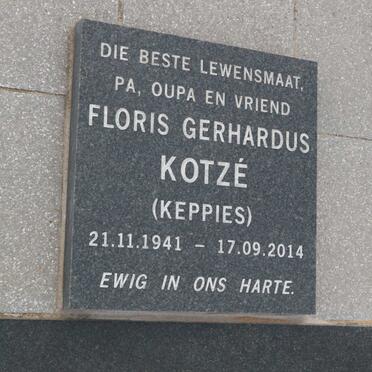 DIE BESTE LEWENSMAAT,
PA, OUPA EN VRIEND
FLORIS GERHARDUS
KOTZÉ
(KEPPIES)
21.11.1941 – 17.09.2014
EWIG IN ONS HARTE.